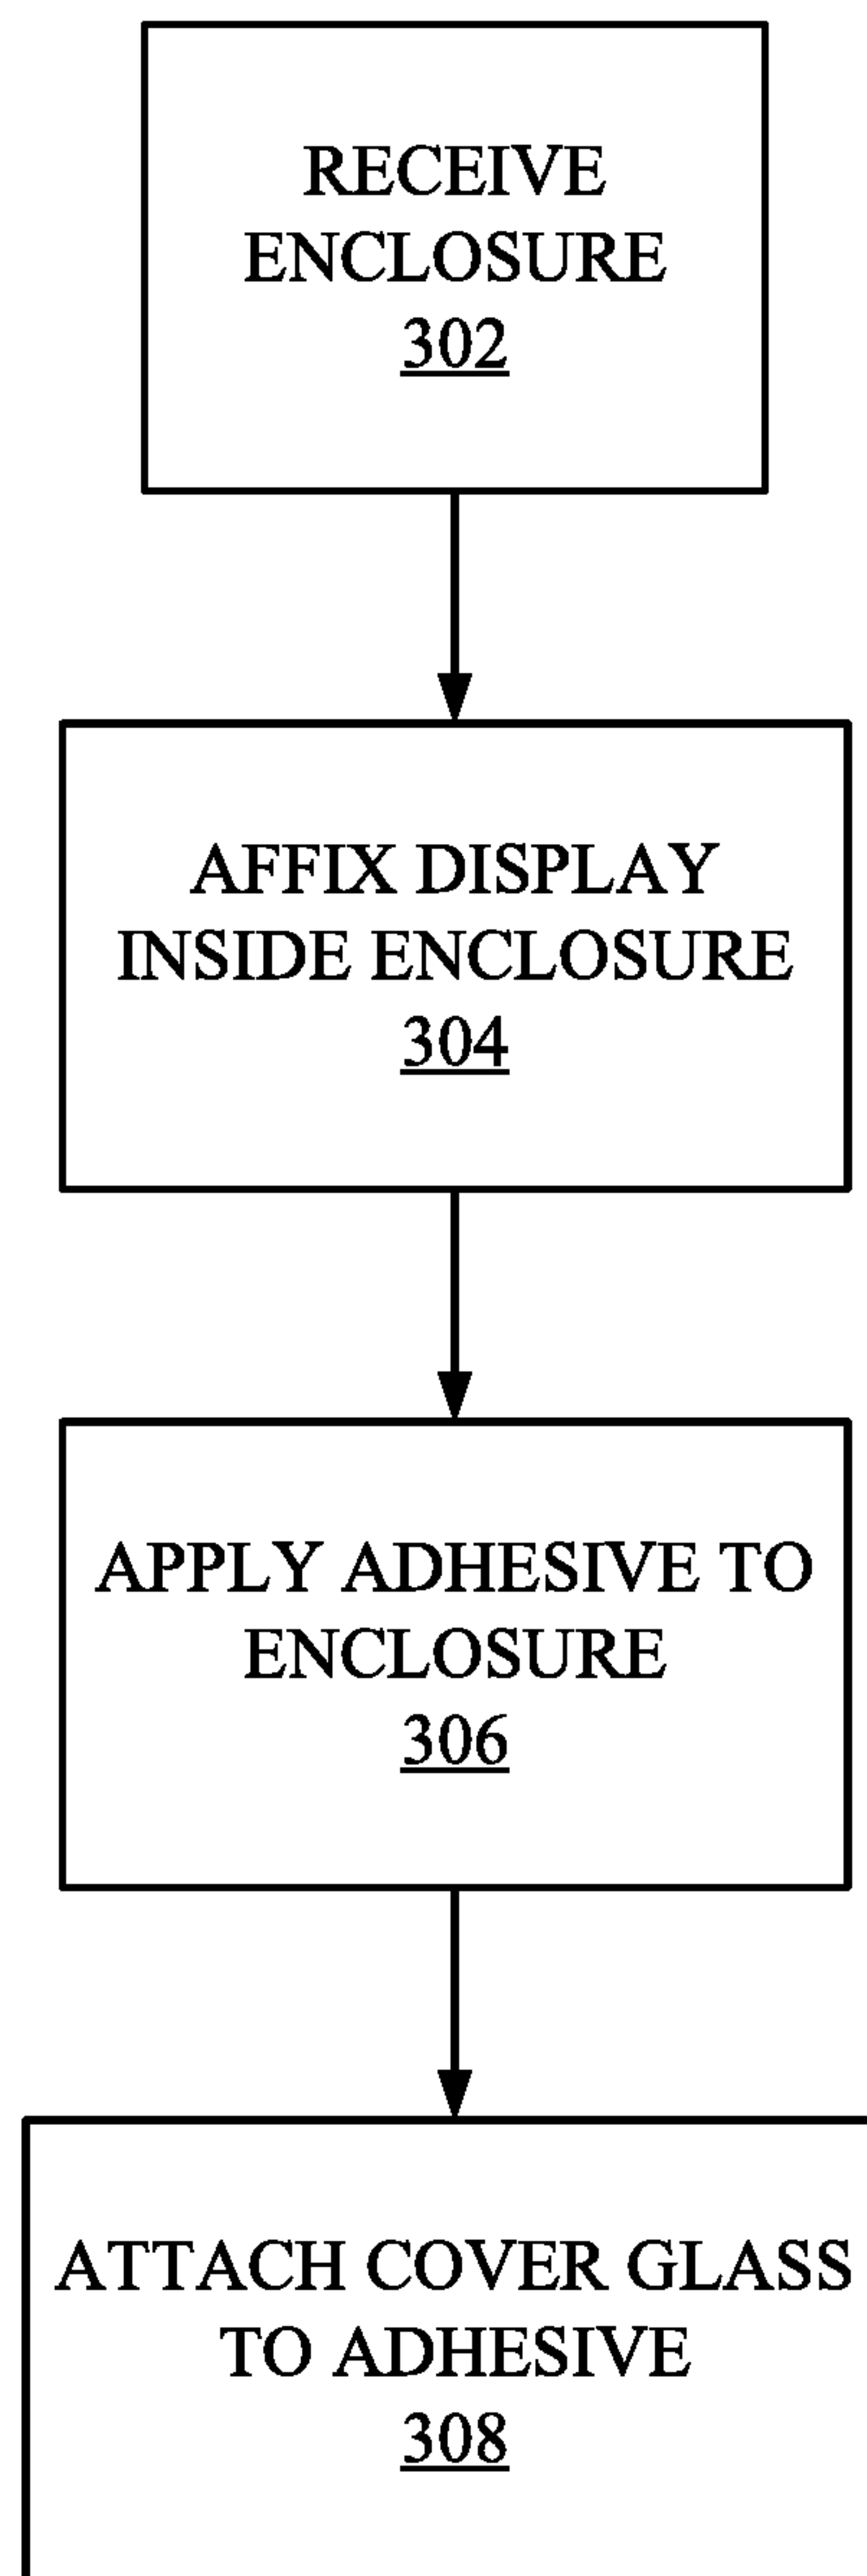 RECEIVE
ENCLOSURE
302
AFFIX DISPLAY
INSIDE ENCLOSURE
304
APPLY ADHESIVE TO
ENCLOSURE
306
ATTACH COVER GLASS
TO ADHESIVE
308